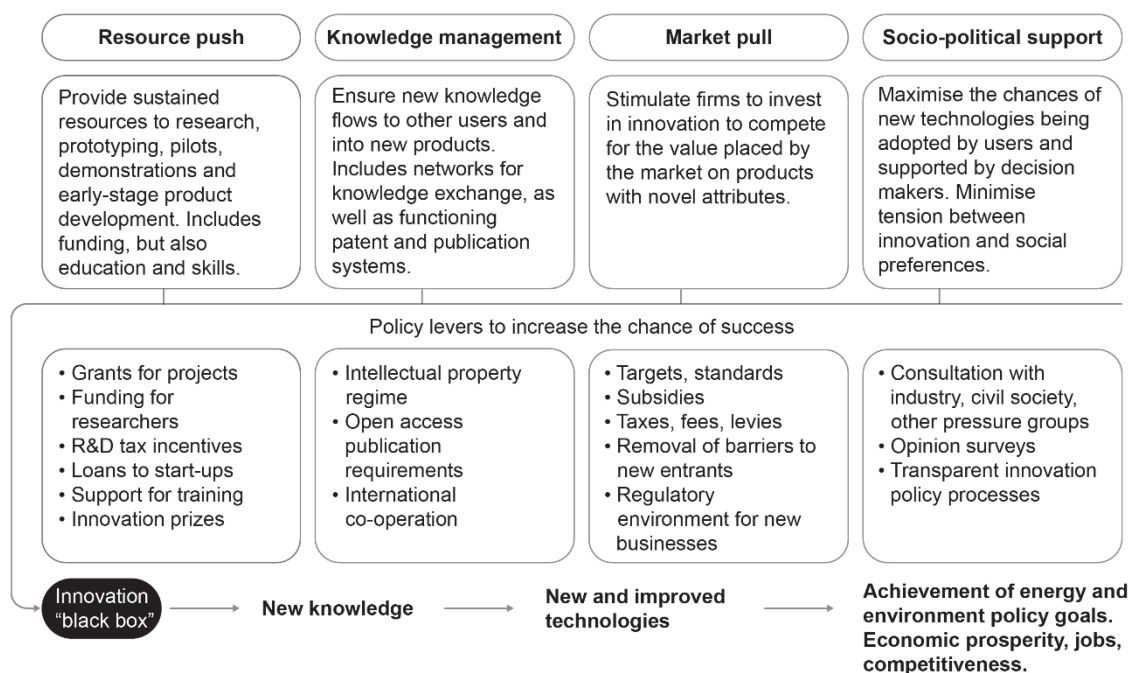 Resource push
Knowledge management
Market pull
Socio-political support
Provide sustained
resources to research,
prototyping, pilots,
demonstrations and
early-stage product
development. Includes
funding, but also
education and skills.
Ensure new knowledge
flows to other users and
into new products.
Includes networks for
knowledge exchange, as
well as functioning
patent and publication
systems.
Stimulate firms to invest
in innovation to compete
for the value placed by
the market on products
with novel attributes.
Maximise the chances of
new technologies being
adopted by users and
supported by decision
makers. Minimise
tension between
innovation and social
preferences.
Policy levers to increase the chance of success
• Grants for projects
• Funding for
researchers
• R&D tax incentives
• Loans to start-ups
• Support for training
• Innovation prizes
• Intellectual property
regime
• Open access
publication
requirements
• International
co-operation
• Targets, standards
• Subsidies
• Taxes, fees, levies
• Removal of barriers to
new entrants
• Regulatory
environment for new
businesses
• Consultation with
industry, civil society,
other pressure groups
• Opinion surveys
• Transparent innovation
policy processes
Innovation
“black box”
New knowledge
New and improved
technologies
Achievement of energy and
environment policy goals.
Economic prosperity, jobs,
competitiveness.